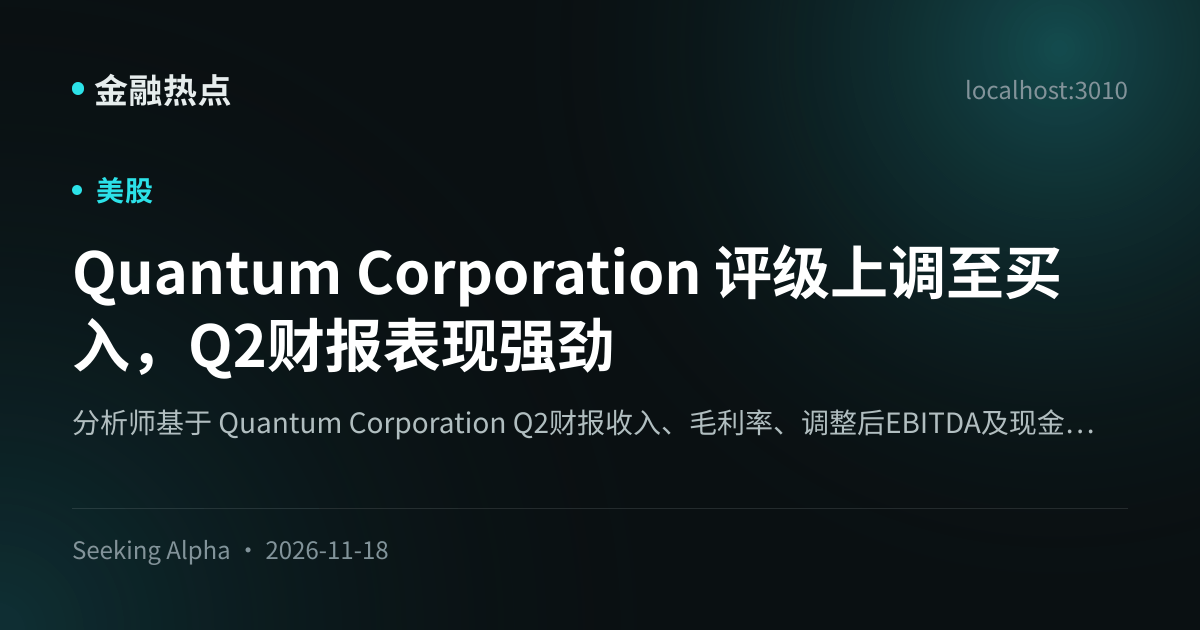 金融热点
localhost:3010
美股
Quantum Corporation 评级上调至买
入，Q2财报表现强劲
分析师基于 Quantum Corporation Q2财报收入、毛利率、调整后EBITDA及现金…
Seeking Alpha · 2026-11-18